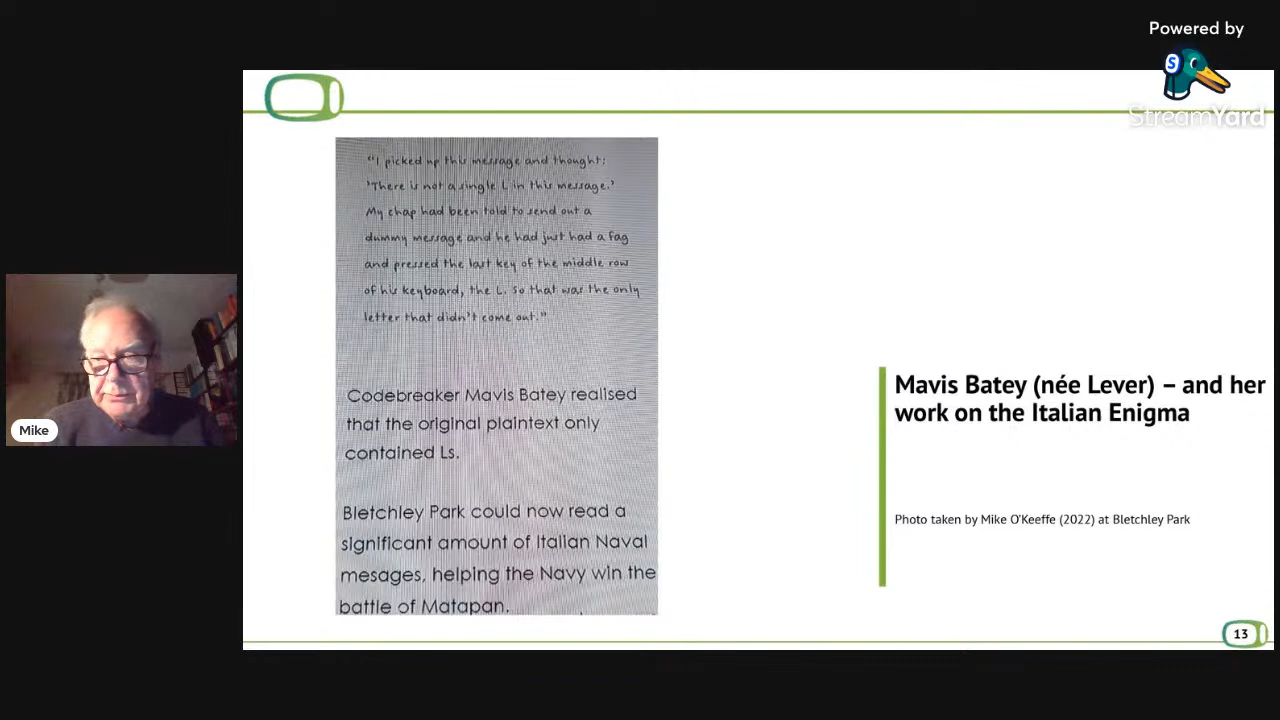 Powered by
S
StreamYard
"I picked up this message and thought:
'There is not a single L in this message.'
My chap had been told to send out a
dummy message and he had just had a fag
and pressed the last key of the middle row
of his keyboard, the L. So that was the only
letter that didn't come out."
Codebreaker Mavis Batey realised
that the original plaintext only
contained Ls.
Bletchley Park could now read a
significant amount of Italian Naval
mesages, helping the Navy win the
battle of Matapan.
Mavis Batey (née Lever) – and her
work on the Italian Enigma
Photo taken by Mike O'Keeffe (2022) at Bletchley Park
Mike
13